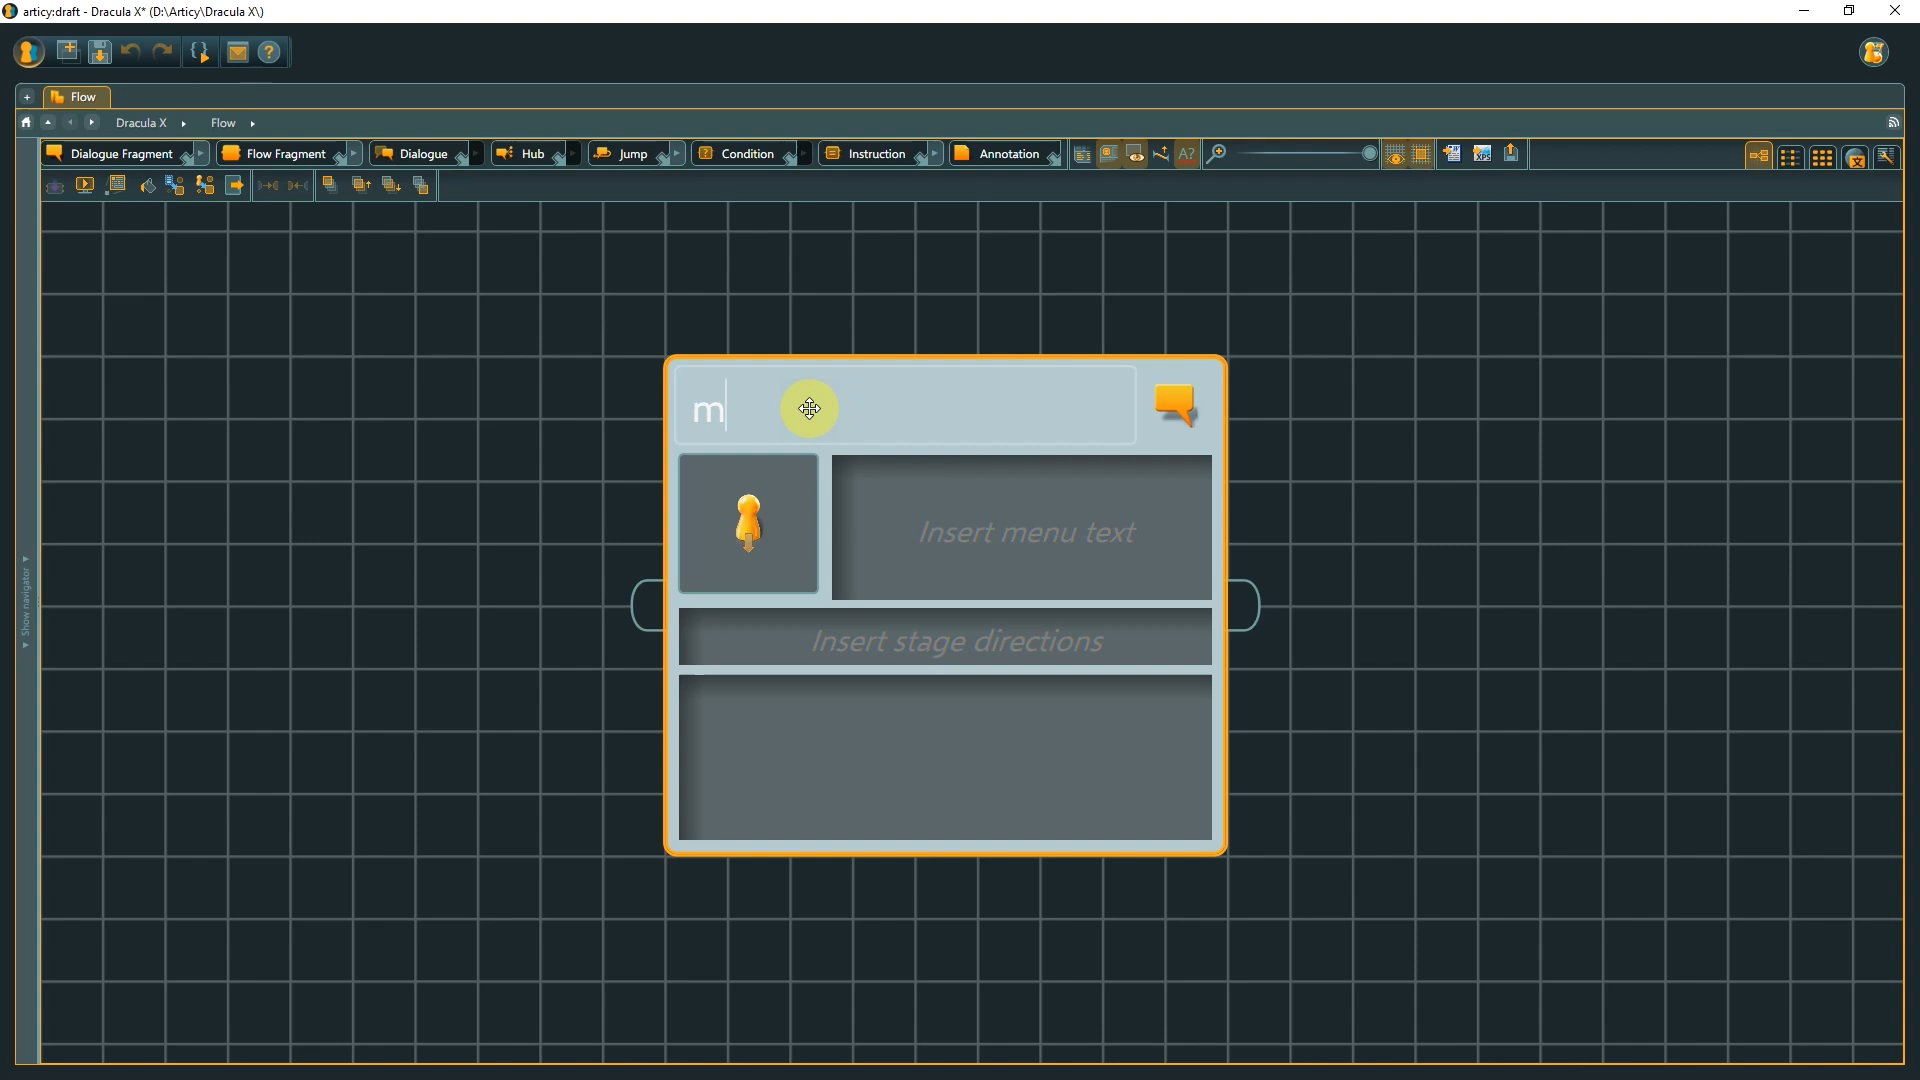 articy:draft - Dracula X* (D:\Articy\Dracula X\)
Flow
Dracula X Flow
Dialogue Fragment Flow Fragment Dialogue Hub Jump Condition Instruction Annotation A? XPS
m
Insert menu text
Insert stage directions
Show navigator